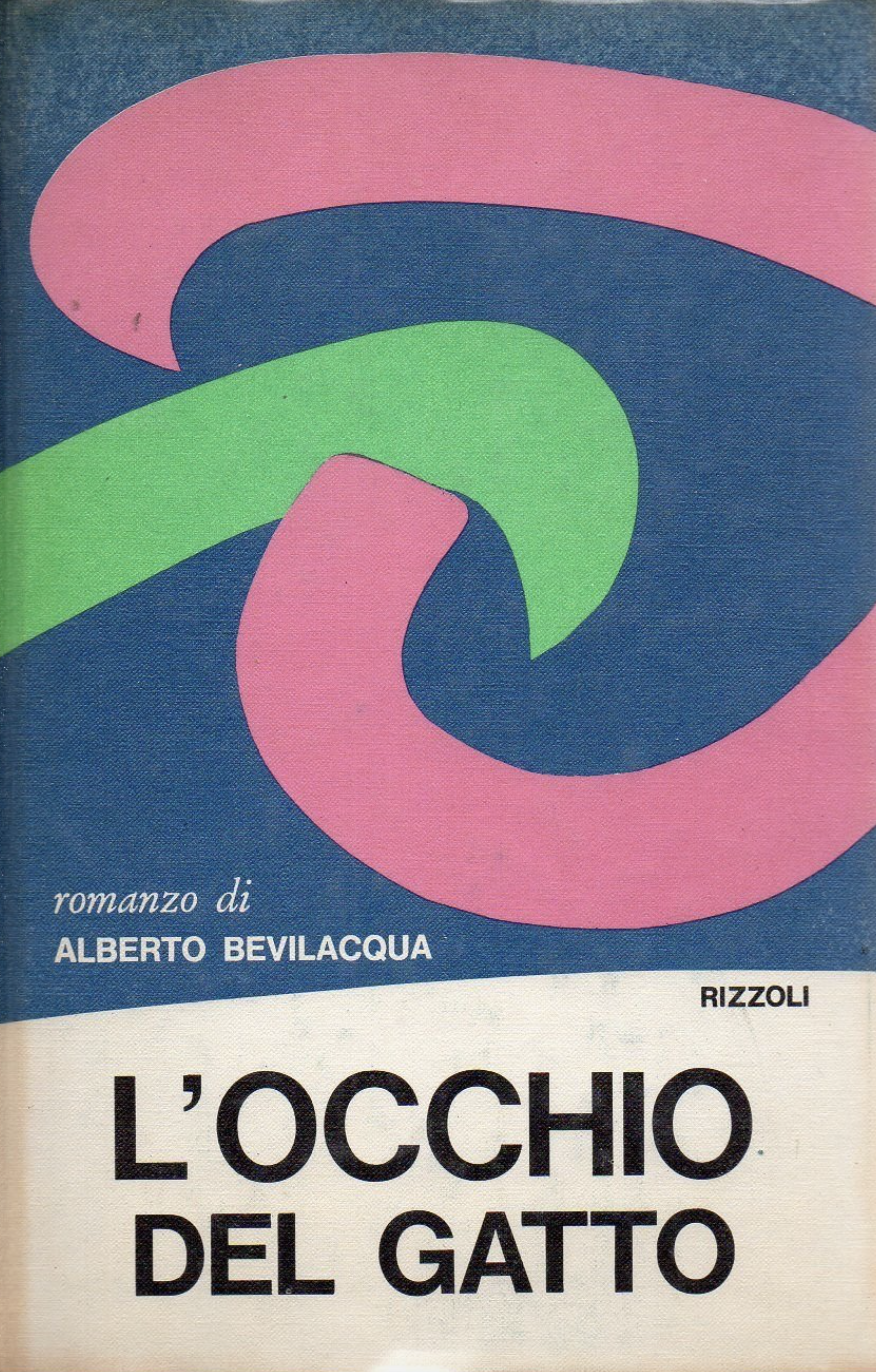 romanzo di
ALBERTO BEVILACQUA
RIZZOLI
L'OCCHIO
DEL GATTO